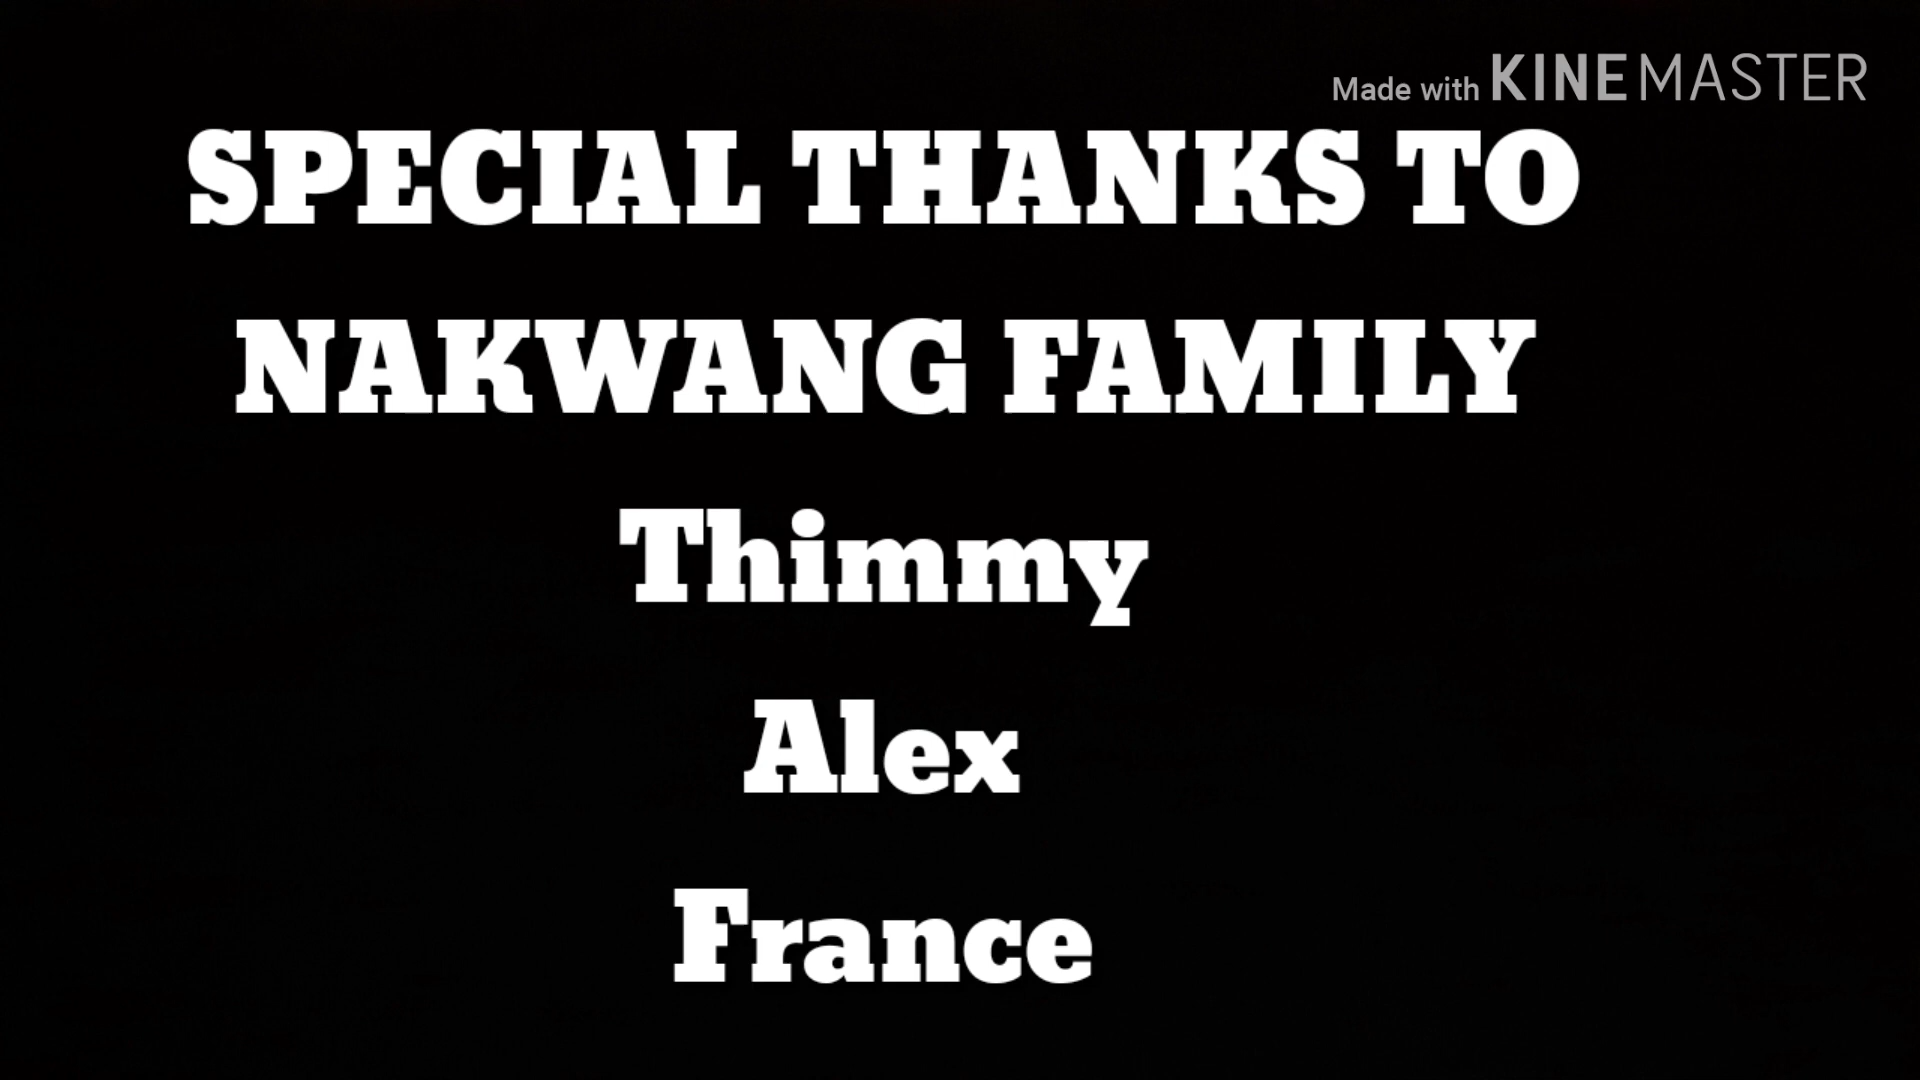 Made with KINEMASTER
SPECIAL THANKS TO
NAKWANG FAMILY
Thimmy
Alex
France